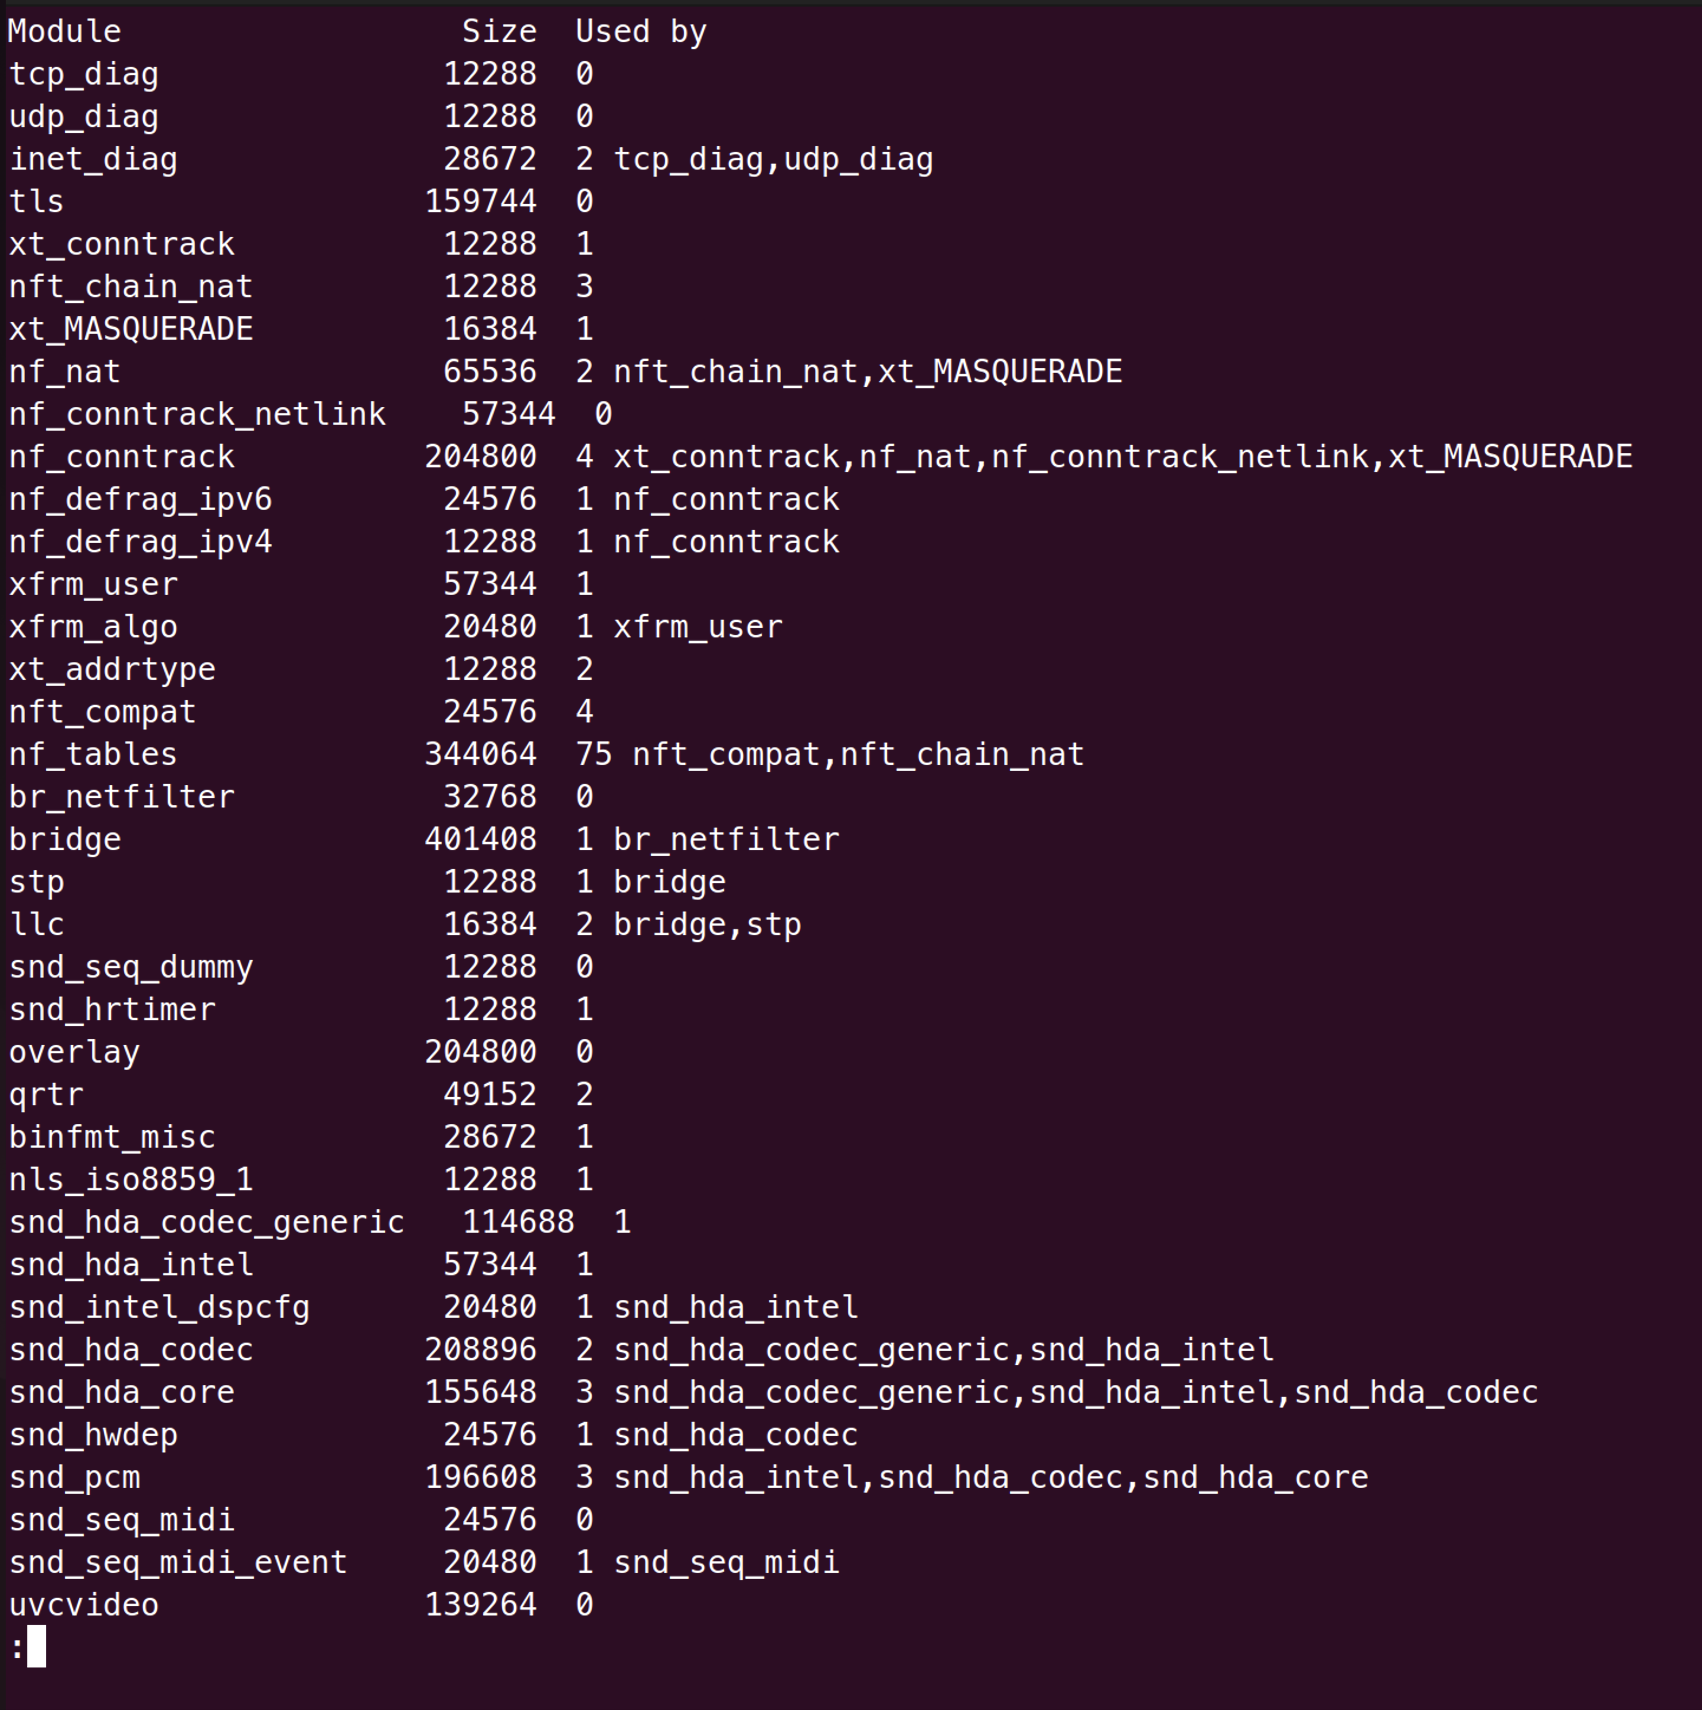 Module                  Size  Used by
tcp_diag               12288  0
udp_diag               12288  0
inet_diag              28672  2 tcp_diag,udp_diag
tls                   159744  0
xt_conntrack           12288  1
nft_chain_nat          12288  3
xt_MASQUERADE          16384  1
nf_nat                 65536  2 nft_chain_nat,xt_MASQUERADE
nf_conntrack_netlink    57344  0
nf_conntrack          204800  4 xt_conntrack,nf_nat,nf_conntrack_netlink,xt_MASQUERADE
nf_defrag_ipv6         24576  1 nf_conntrack
nf_defrag_ipv4         12288  1 nf_conntrack
xfrm_user              57344  1
xfrm_algo              20480  1 xfrm_user
xt_addrtype            12288  2
nft_compat             24576  4
nf_tables             344064  75 nft_compat,nft_chain_nat
br_netfilter           32768  0
bridge                401408  1 br_netfilter
stp                    12288  1 bridge
llc                    16384  2 bridge,stp
snd_seq_dummy          12288  0
snd_hrtimer            12288  1
overlay               204800  0
qrtr                   49152  2
binfmt_misc            28672  1
nls_iso8859_1          12288  1
snd_hda_codec_generic   114688  1
snd_hda_intel          57344  1
snd_intel_dspcfg       20480  1 snd_hda_intel
snd_hda_codec         208896  2 snd_hda_codec_generic,snd_hda_intel
snd_hda_core          155648  3 snd_hda_codec_generic,snd_hda_intel,snd_hda_codec
snd_hwdep              24576  1 snd_hda_codec
snd_pcm               196608  3 snd_hda_intel,snd_hda_codec,snd_hda_core
snd_seq_midi           24576  0
snd_seq_midi_event     20480  1 snd_seq_midi
uvcvideo              139264  0
: